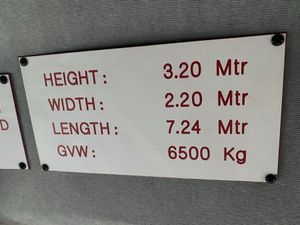 HEIGHT: 3.20 Mtr
WIDTH: 2.20 Mtr
LENGTH: 7.24 Mtr
GVW: 6500 Kg
D